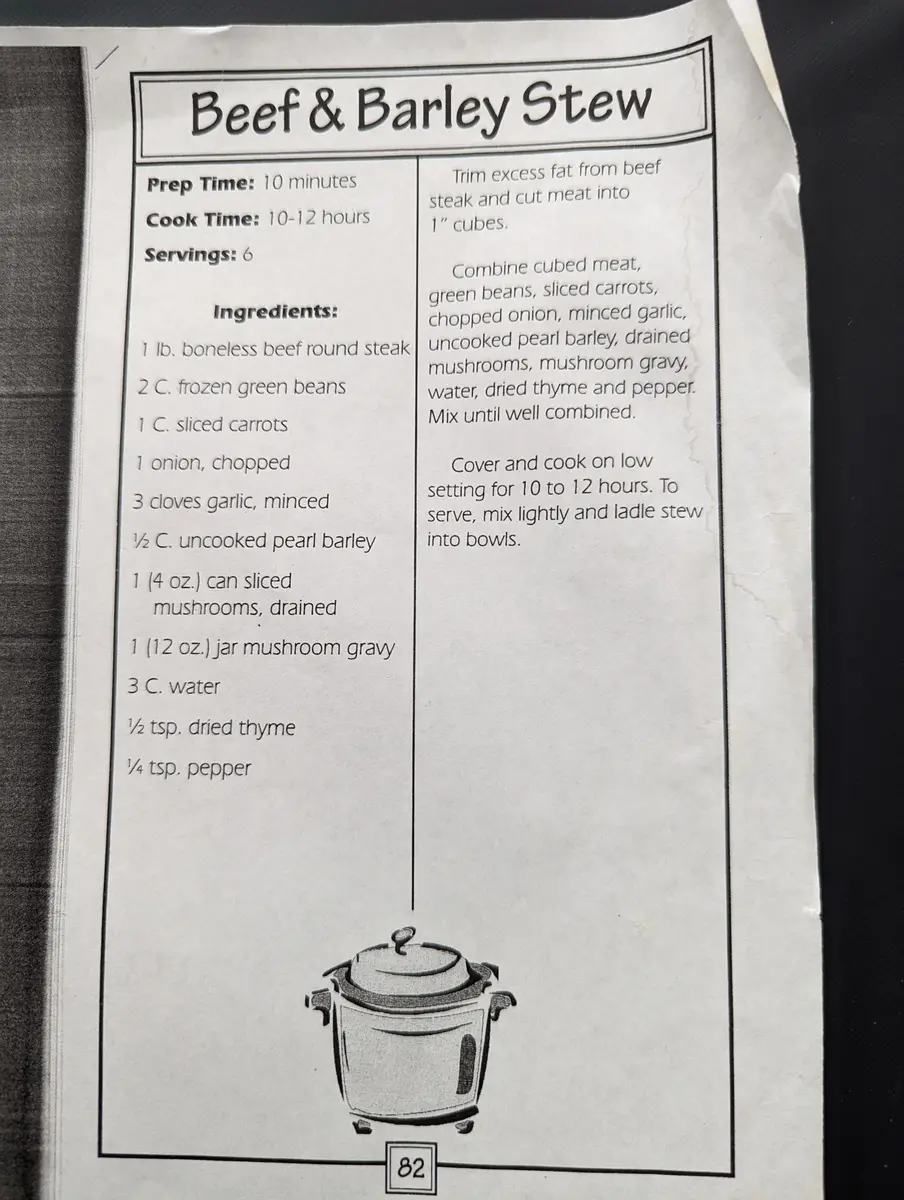 Beef & Barley Stew
Prep Time: 10 minutes
Cook Time: 10-12 hours
Servings: 6
Ingredients:
1 lb. boneless beef round steak
2 C. frozen green beans
1 C. sliced carrots
1 onion, chopped
3 cloves garlic, minced
½ C. uncooked pearl barley
1 (4 oz.) can sliced
mushrooms, drained
1 (12 oz.) jar mushroom gravy
3 C. water
½ tsp. dried thyme
¼ tsp. pepper
Trim excess fat from beef
steak and cut meat into
1" cubes.
Combine cubed meat,
green beans, sliced carrots,
chopped onion, minced garlic,
uncooked pearl barley, drained
mushrooms, mushroom gravy,
water, dried thyme and pepper.
Mix until well combined.
Cover and cook on low
setting for 10 to 12 hours. To
serve, mix lightly and ladle stew
into bowls.
82